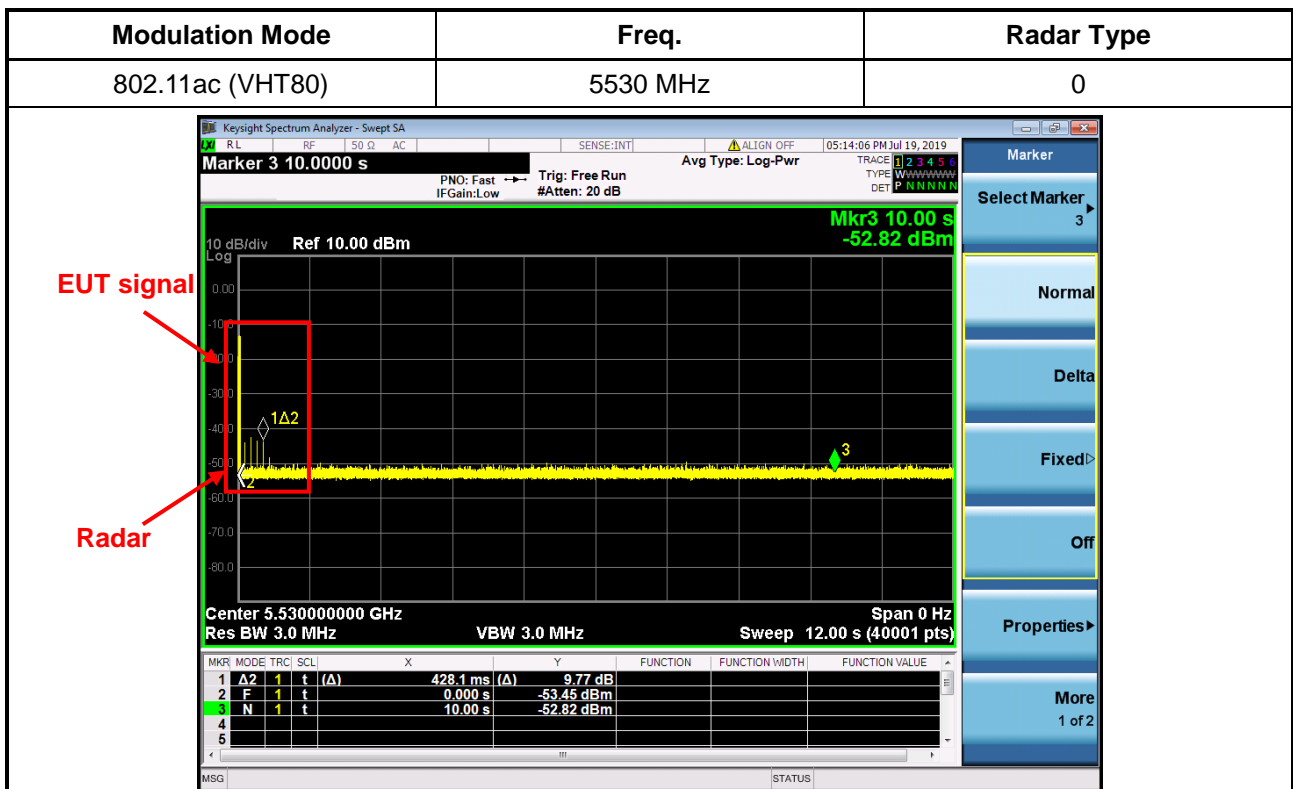 Modulation Mode Freq. Radar Type
802.11ac (VHT80) 5530 MHz 0
Keysight Spectrum Analyzer - Swept SA
LXI RL RF 50 Ω AC SENSE:INT ALIGN OFF 05:14:06 PM Jul 19, 2019
Marker 3 10.0000 s
PNO: Fast
IFGain:Low
Trig: Free Run
#Atten: 20 dB
Avg Type: Log-Pwr
TRACE 1 2 3 4 5 6
TYPE WWWWWW
DET P N N N N N
Mkr3 10.00 s
-52.82 dBm
10 dB/div Ref 10.00 dBm
Log
0.00
-10.0
-30.0
-40.0
-60.0
-70.0
-80.0
1Δ2
2
3
EUT signal
Radar
Center 5.530000000 GHz Span 0 Hz
Res BW 3.0 MHz VBW 3.0 MHz Sweep 12.00 s (40001 pts)
MKR MODE TRC SCL X Y FUNCTION FUNCTION WIDTH FUNCTION VALUE
1 Δ2 1 t (Δ) 428.1 ms (Δ) 9.77 dB
2 F 1 t 0.000 s -53.45 dBm
3 N 1 t 10.00 s -52.82 dBm
4
5
MSG STATUS
Marker
Select Marker
3
Normal
Delta
Fixed
Off
Properties
More
1 of 2